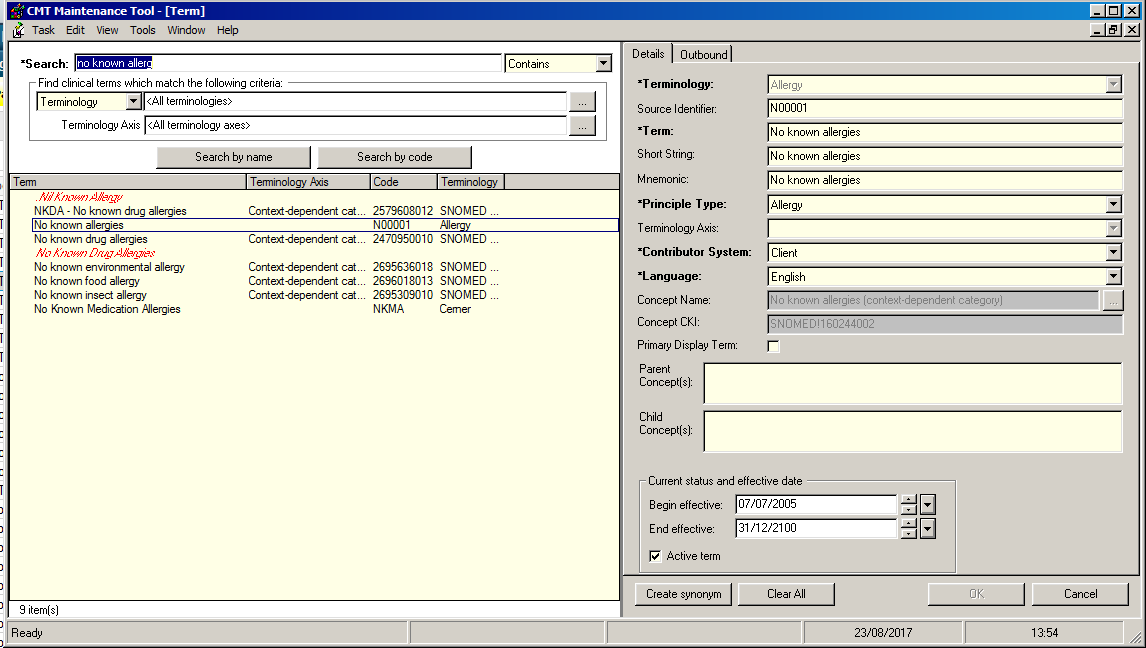 CMT Maintenance Tool - [Term]
Task Edit View Tools Window Help
*Search: no known allerg Contains
Find clinical terms which match the following criteria:
Terminology <All terminologies> ...
Terminology Axis <All terminology axes> ...
Search by name Search by code
Term Terminology Axis Code Terminology
.Nil Known Allergy
NKDA - No known drug allergies Context-dependent cat... 2579608012 SNOMED ...
No known allergies N00001 Allergy
No known drug allergies Context-dependent cat... 2470950010 SNOMED ...
No Known Drug Allergies
No known environmental allergy Context-dependent cat... 2695636018 SNOMED ...
No known food allergy Context-dependent cat... 2696018013 SNOMED ...
No known insect allergy Context-dependent cat... 2695309010 SNOMED ...
No Known Medication Allergies NKMA Cerner
9 item(s)
Details Outbound
*Terminology: Allergy
Source Identifier: N00001
*Term: No known allergies
Short String: No known allergies
Mnemonic: No known allergies
*Principle Type: Allergy
Terminology Axis:
*Contributor System: Client
*Language: English
Concept Name: No known allergies (context-dependent category) ...
Concept CKI: SNOMED!160244002
Primary Display Term:
Parent
Concept(s):
Child
Concept(s):
Current status and effective date
Begin effective: 07/07/2005
End effective: 31/12/2100
Active term
Create synonym Clear All OK Cancel
Ready 23/08/2017 13:54